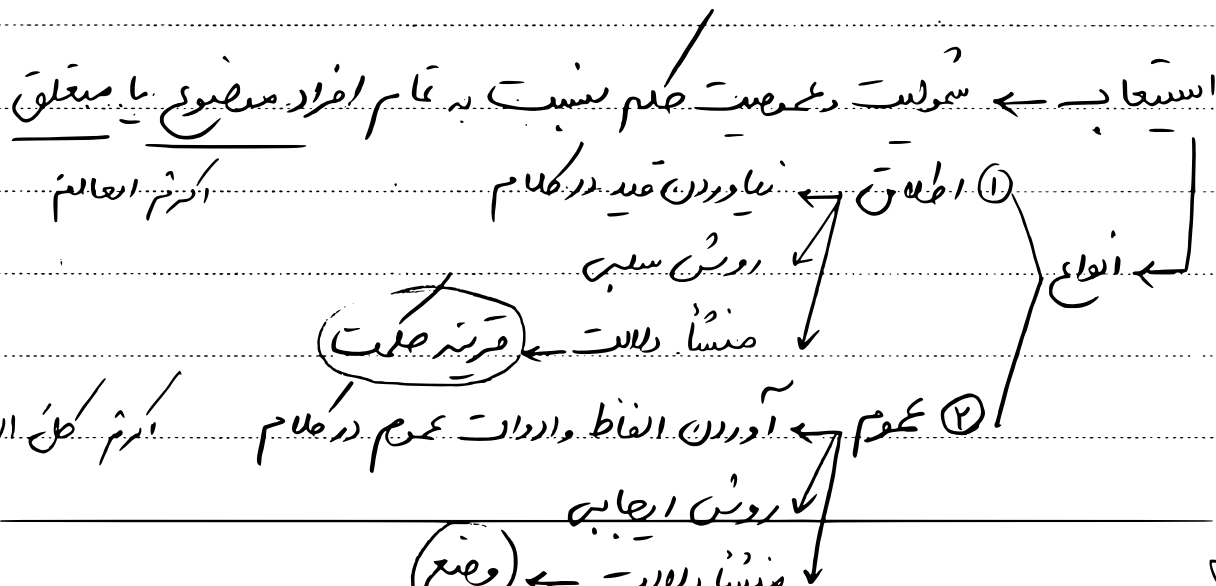 استیعاب ← شمولیت و عمومیت حکم نسبت به تمام افراد موضوع یا متعلق
① اطلاق ← نیاوردن قید در کلام اکرم العالم
انواع ←
روش سلبی
منشأ دلالت ← قرینه حکمت
② عموم ← آوردن الفاظ و ادوات عموم در کلام اکرم کل
روش ایجابی
منشأ دلالت ← وضع